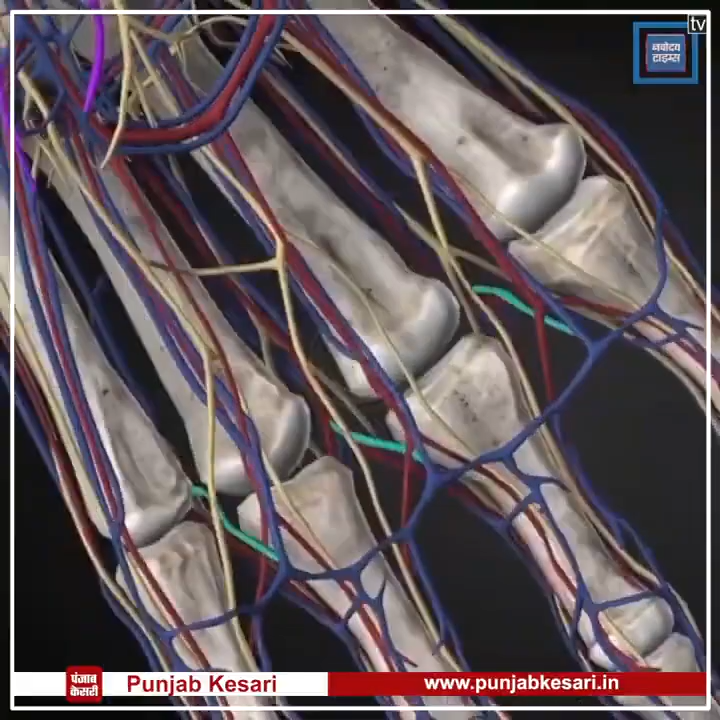 tv
नवोदय
टाइम्स
पंजाब
केसरी
Punjab Kesari
www.punjabkesari.in